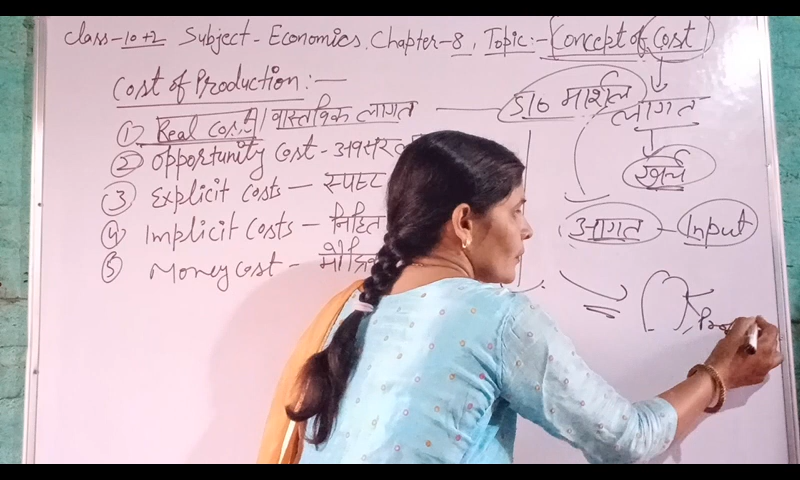 Class-10+2 Subject-Economics, Chapter-8, Topic:- Concept of Cost
Cost of Production:-
① Real Cost / वास्तविक लागत — डा० मार्शल
② Opportunity Cost - अवसर
③ Explicit Costs - स्पष्ट
④ Implicit Costs - निहित
⑤ Money cost -
लागत
खर्च
आगत - Input